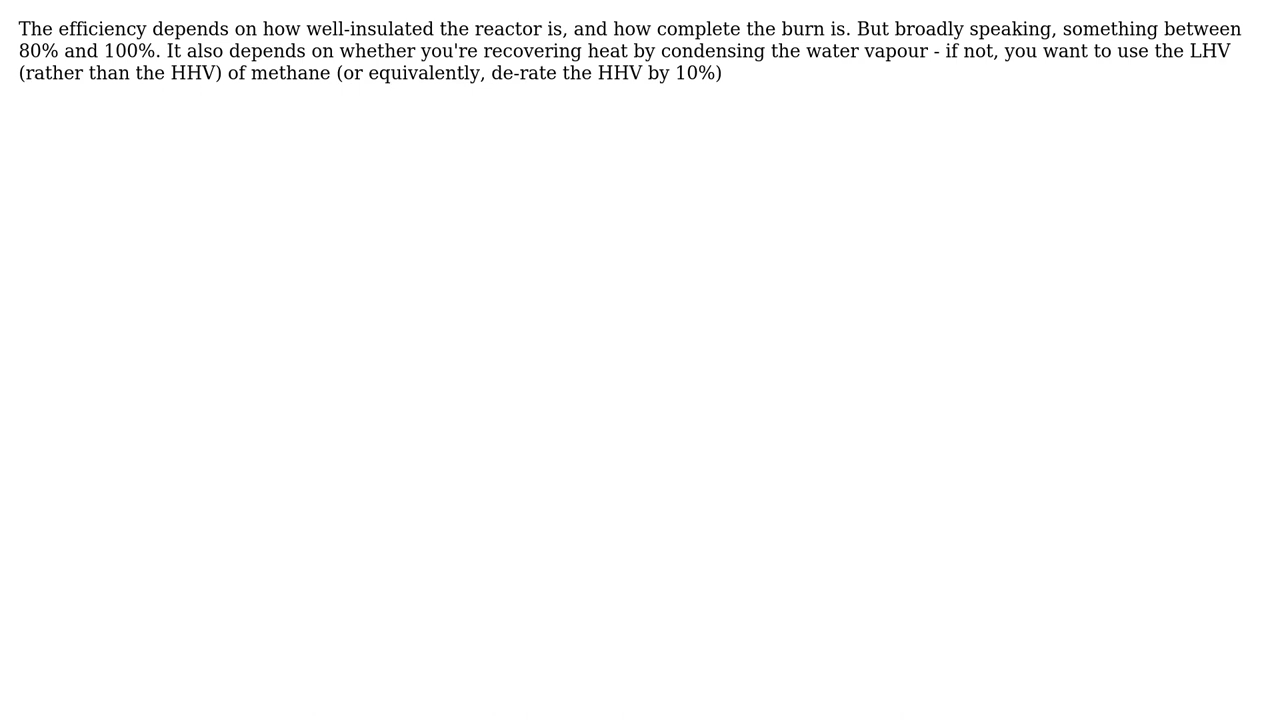 The efficiency depends on how well-insulated the reactor is, and how complete the burn is. But broadly speaking, something between
80% and 100%. It also depends on whether you're recovering heat by condensing the water vapour - if not, you want to use the LHV
(rather than the HHV) of methane (or equivalently, de-rate the HHV by 10%)